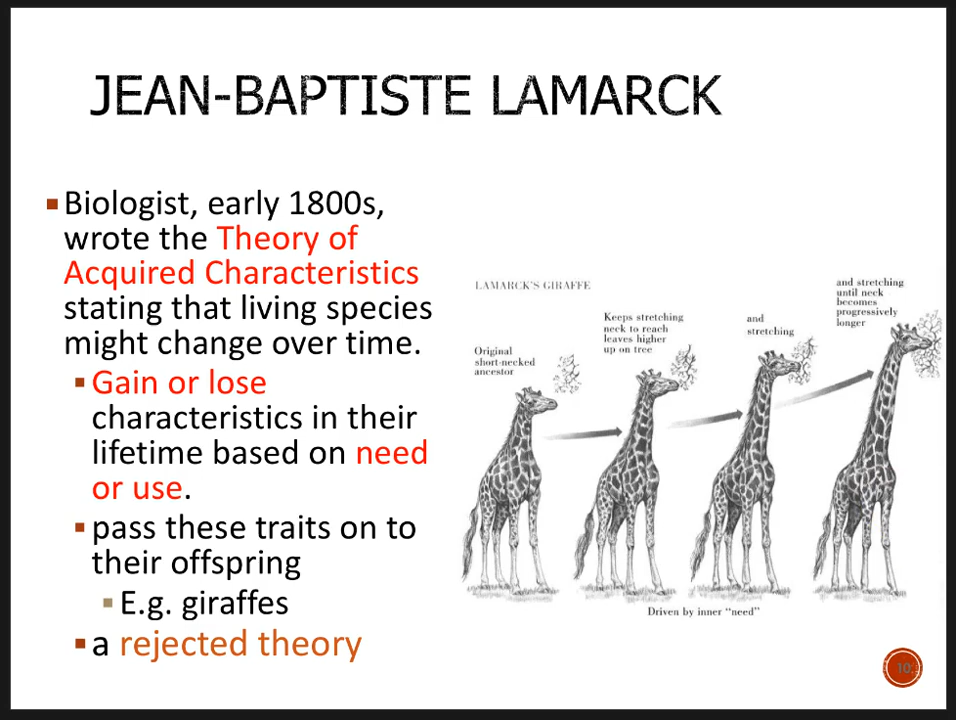 JEAN-BAPTISTE LAMARCK
Biologist, early 1800s,
wrote the Theory of
Acquired Characteristics
stating that living species
might change over time.
Gain or lose
characteristics in their
lifetime based on need
or use.
pass these traits on to
their offspring
E.g. giraffes
a rejected theory
LAMARCK'S GIRAFFE
Original
short-necked
ancestor
Keeps stretching
neck to reach
leaves higher
up on tree
and
stretching
and stretching
until neck
becomes
progressively
longer
Driven by inner "need"
10